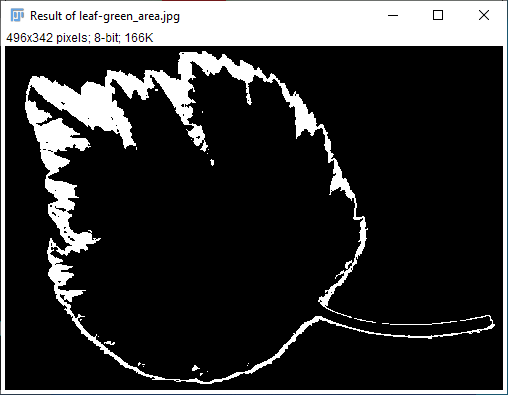 Result of leaf-green_area.jpg
496x342 pixels; 8-bit; 166K